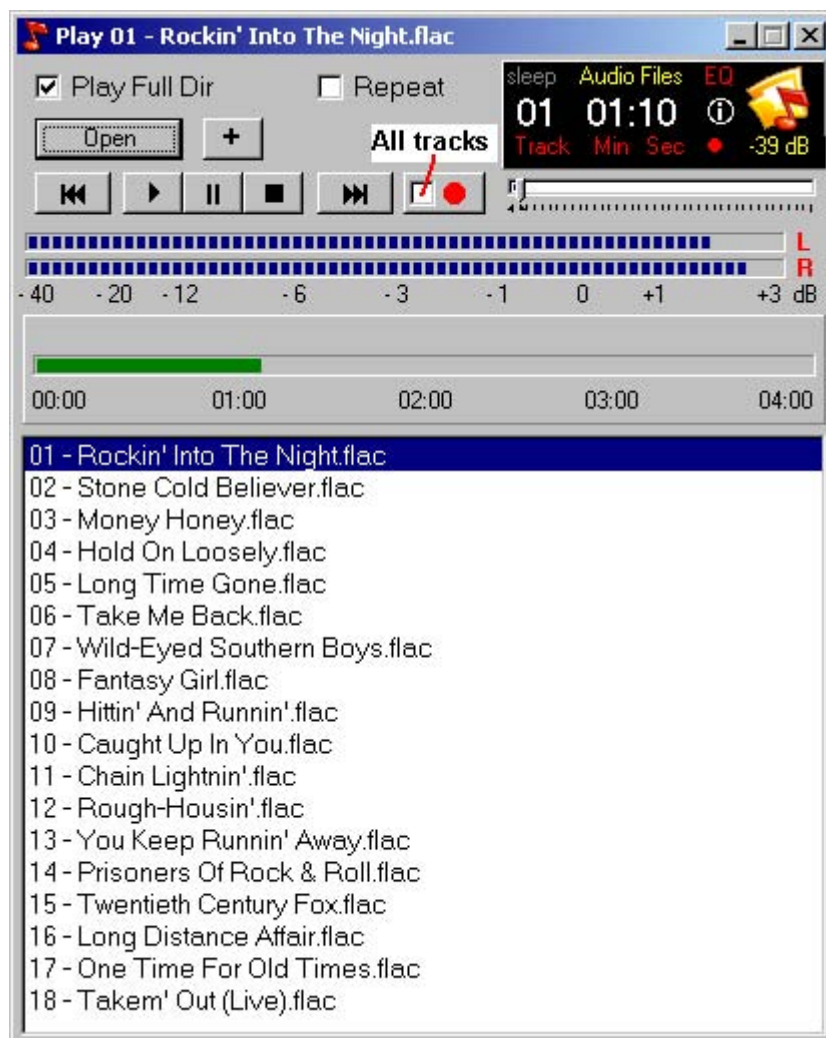 Play 01 - Rockin' Into The Night.flac
Play Full Dir Repeat
sleep Audio Files EQ
01 01:10
Track Min Sec -39 dB
Open + All tracks
L
R
-40 -20 -12 -6 -3 -1 0 +1 +3 dB
00:00 01:00 02:00 03:00 04:00
01 - Rockin' Into The Night.flac
02 - Stone Cold Believer.flac
03 - Money Honey.flac
04 - Hold On Loosely.flac
05 - Long Time Gone.flac
06 - Take Me Back.flac
07 - Wild-Eyed Southern Boys.flac
08 - Fantasy Girl.flac
09 - Hittin' And Runnin'.flac
10 - Caught Up In You.flac
11 - Chain Lightnin'.flac
12 - Rough-Housin'.flac
13 - You Keep Runnin' Away.flac
14 - Prisoners Of Rock & Roll.flac
15 - Twentieth Century Fox.flac
16 - Long Distance Affair.flac
17 - One Time For Old Times.flac
18 - Takem' Out (Live).flac